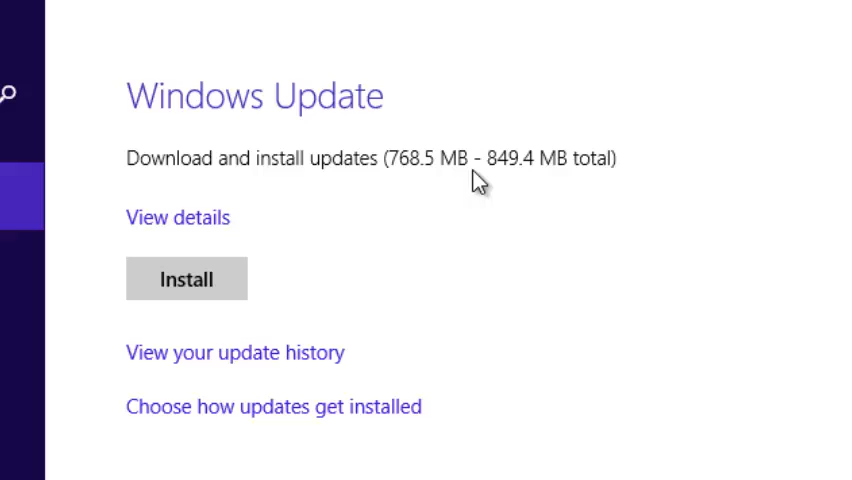 Windows Update
Download and install updates (768.5 MB - 849.4 MB total)
View details
Install
View your update history
Choose how updates get installed